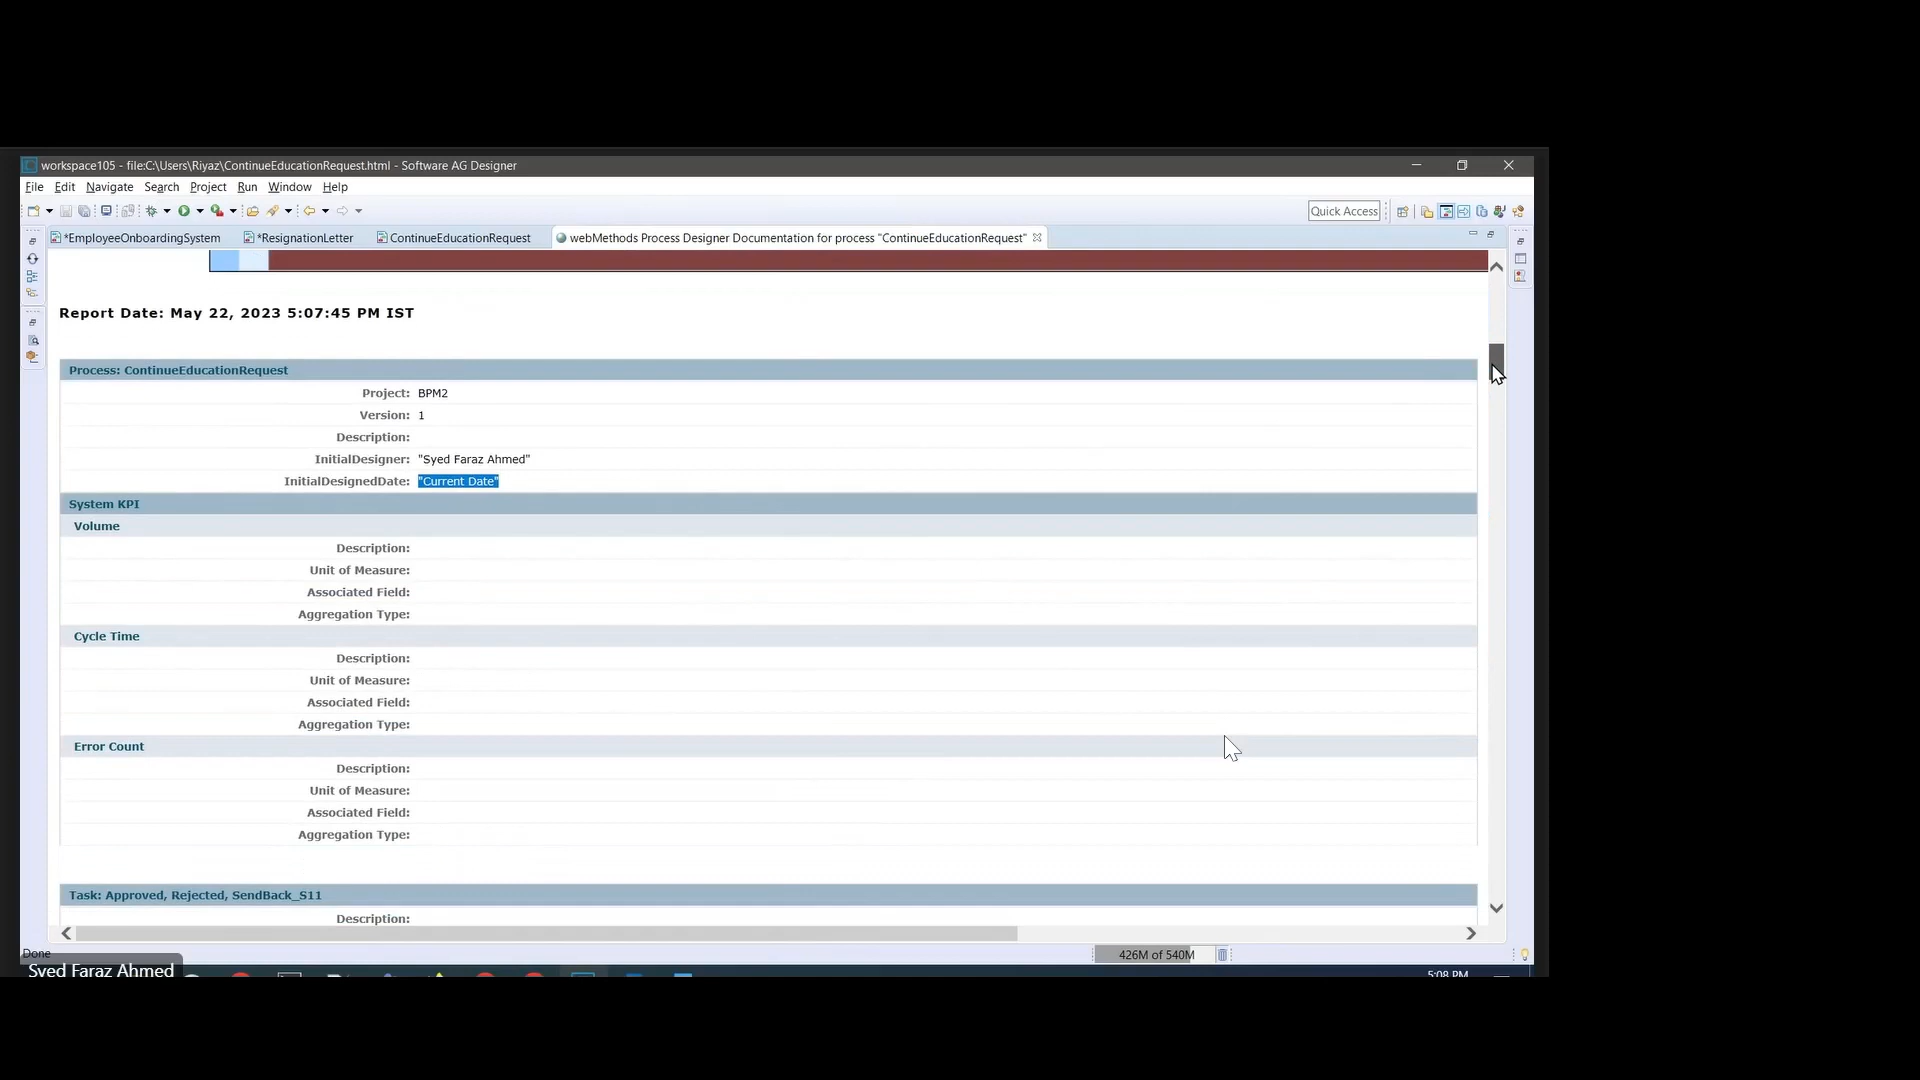 workspace105 - file:C:\Users\Riyaz\ContinueEducationRequest.html - Software AG Designer
File Edit Navigate Search Project Run Window Help
Quick Access
*EmployeeOnboardingSystem *ResignationLetter ContinueEducationRequest webMethods Process Designer Documentation for process "ContinueEducationRequest"
Report Date: May 22, 2023 5:07:45 PM IST
Process: ContinueEducationRequest
Project: BPM2
Version: 1
Description:
InitialDesigner: "Syed Faraz Ahmed"
InitialDesignedDate: "Current Date"
System KPI
Volume
Description:
Unit of Measure:
Associated Field:
Aggregation Type:
Cycle Time
Description:
Unit of Measure:
Associated Field:
Aggregation Type:
Error Count
Description:
Unit of Measure:
Associated Field:
Aggregation Type:
Task: Approved, Rejected, SendBack_S11
Description:
Done
426M of 540M
Syed Faraz Ahmed
5:08 PM